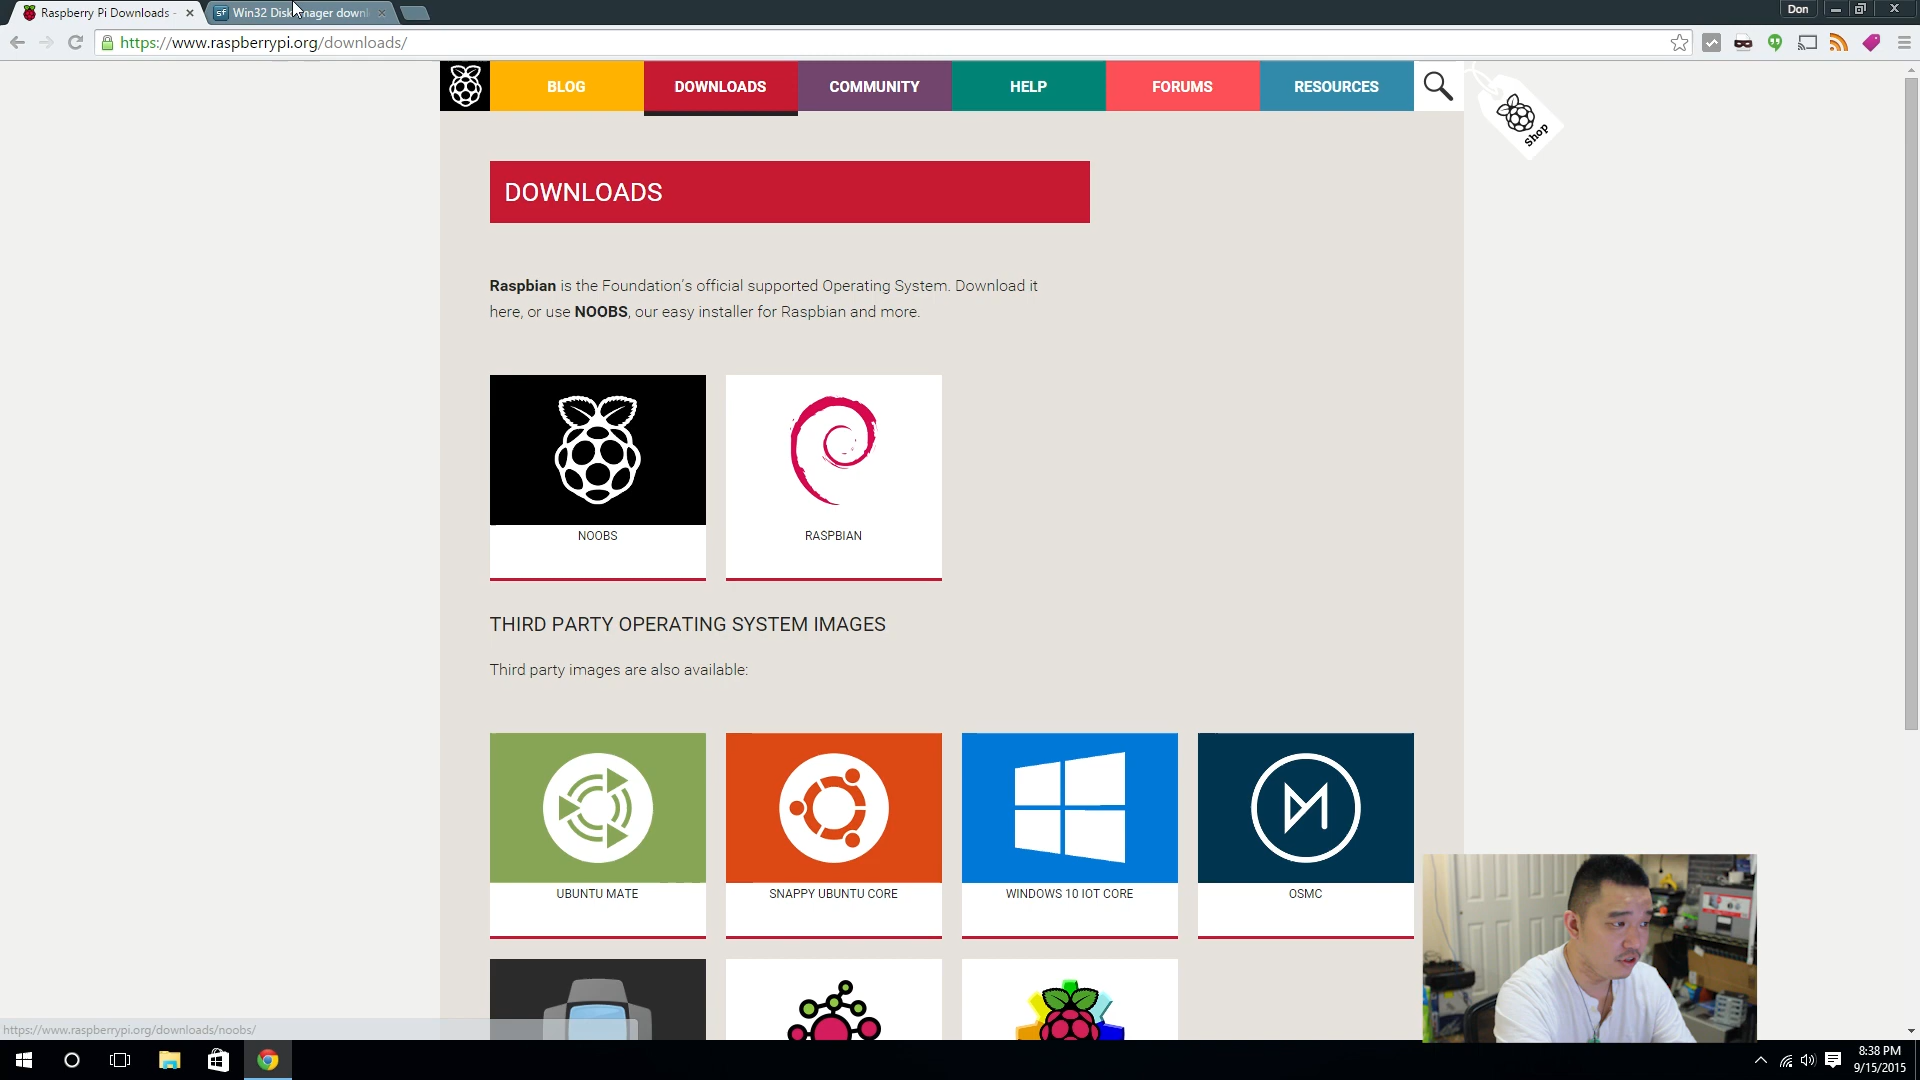 Raspberry Pi Downloads -
sf Win32 Disk nager downl
Don
https://www.raspberrypi.org/downloads/
BLOG
DOWNLOADS
COMMUNITY
HELP
FORUMS
RESOURCES
Shop
DOWNLOADS
Raspbian is the Foundation's official supported Operating System. Download it
here, or use NOOBS, our easy installer for Raspbian and more.
NOOBS
RASPBIAN
THIRD PARTY OPERATING SYSTEM IMAGES
Third party images are also available:
UBUNTU MATE
SNAPPY UBUNTU CORE
WINDOWS 10 IOT CORE
OSMC
https://www.raspberrypi.org/downloads/noobs/
8:38 PM
9/15/2015